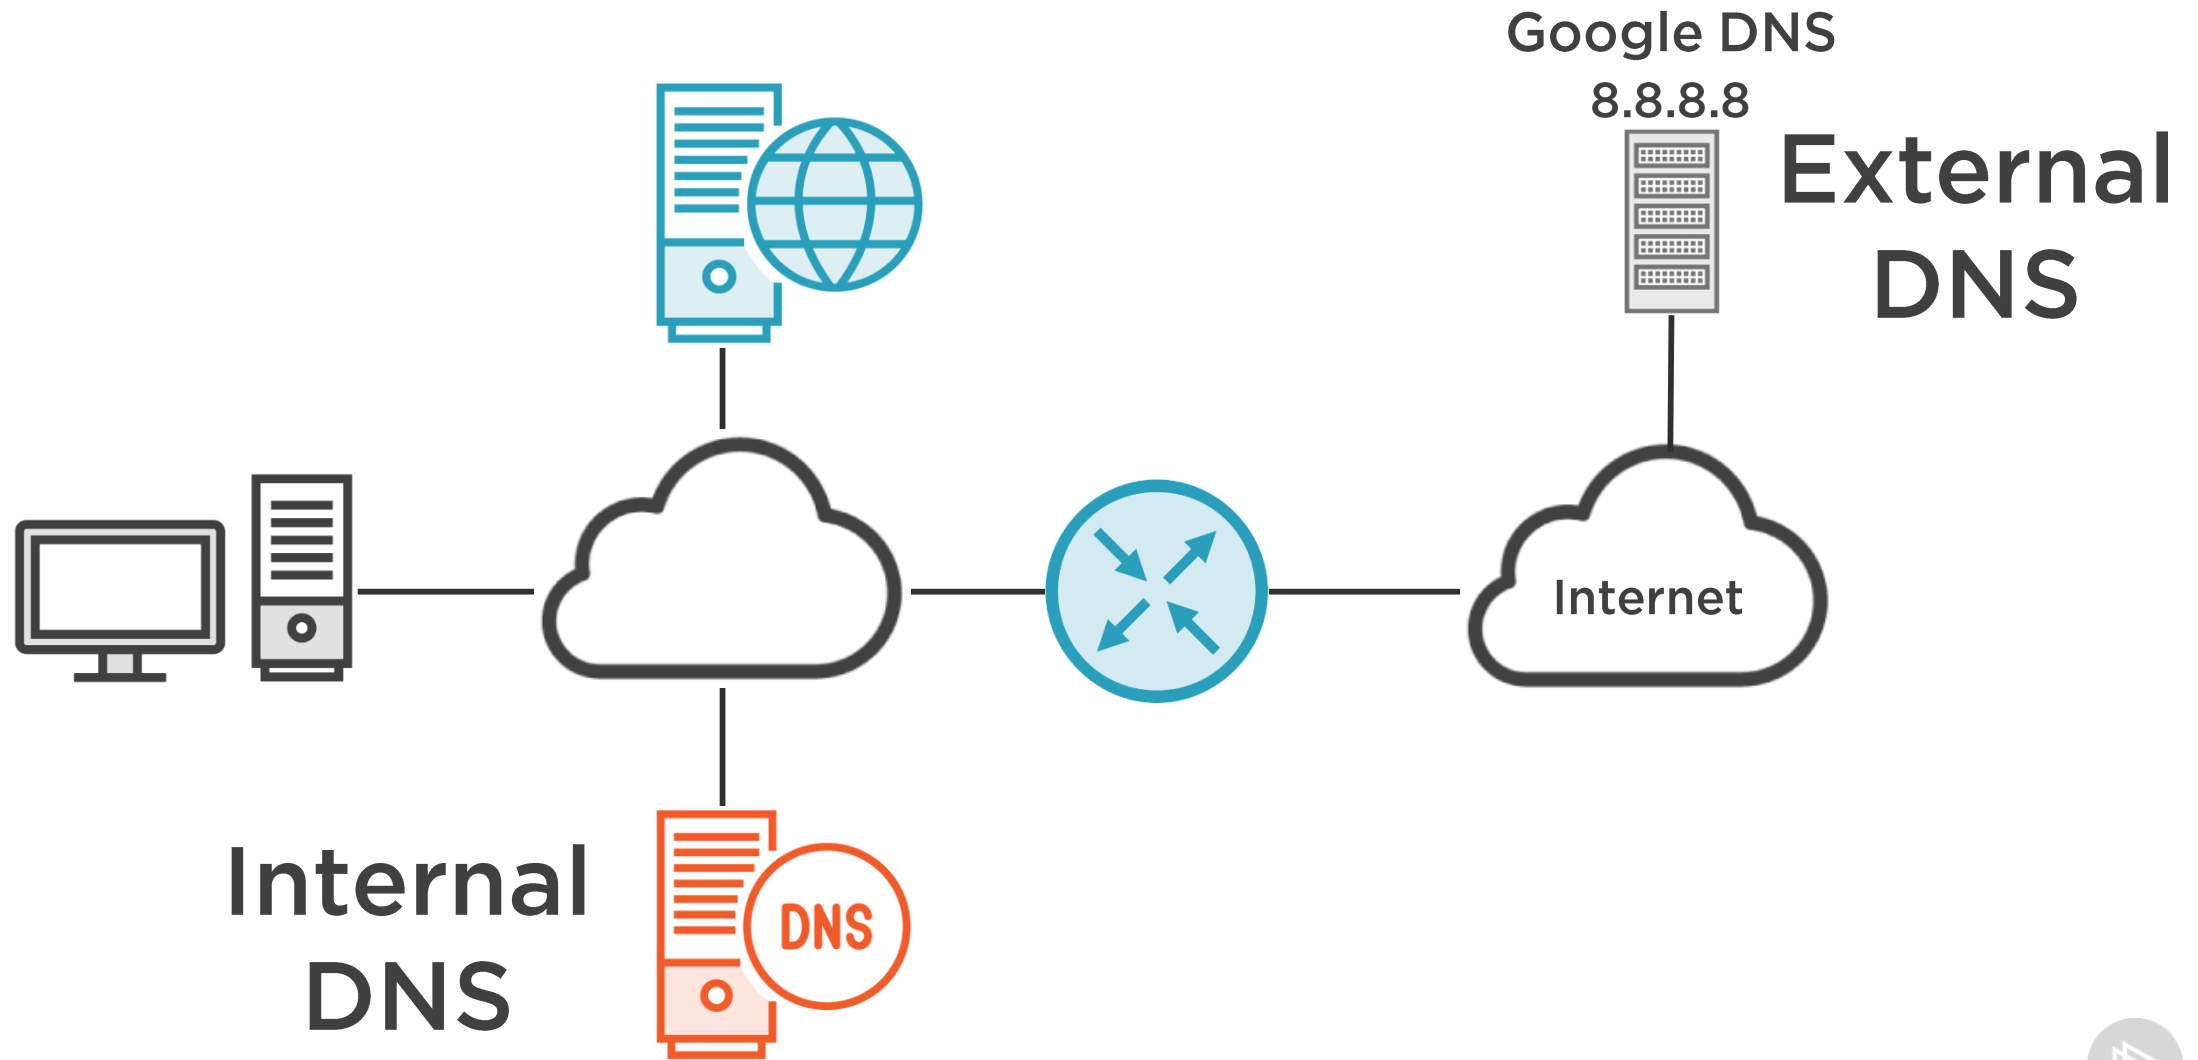 Google DNS
8.8.8.8
External
DNS
Internet
Internal
DNS
DNS